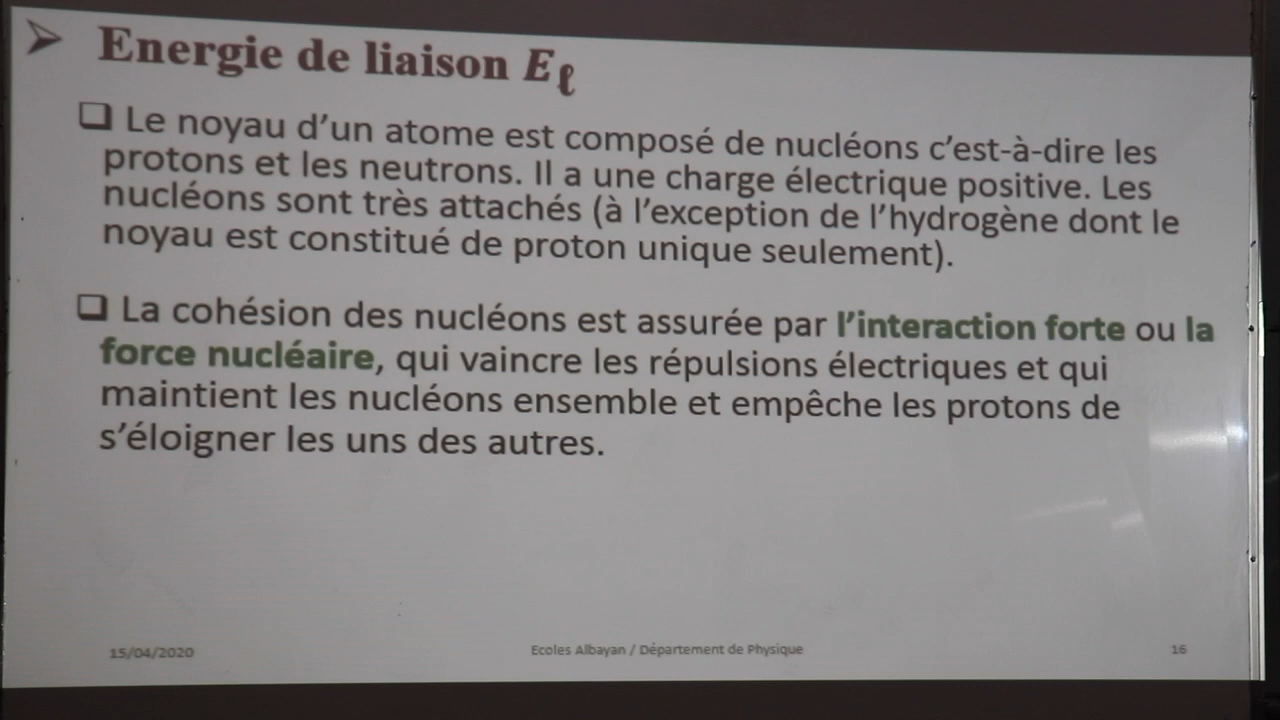 ➢ Energie de liaison Eℓ
❑ Le noyau d’un atome est composé de nucléons c’est-à-dire les
protons et les neutrons. Il a une charge électrique positive. Les
nucléons sont très attachés (à l’exception de l’hydrogène dont le
noyau est constitué de proton unique seulement).
❑ La cohésion des nucléons est assurée par l’interaction forte ou la
force nucléaire, qui vaincre les répulsions électriques et qui
maintient les nucléons ensemble et empêche les protons de
s’éloigner les uns des autres.
15/04/2020 Ecoles Albayan / Département de Physique 16